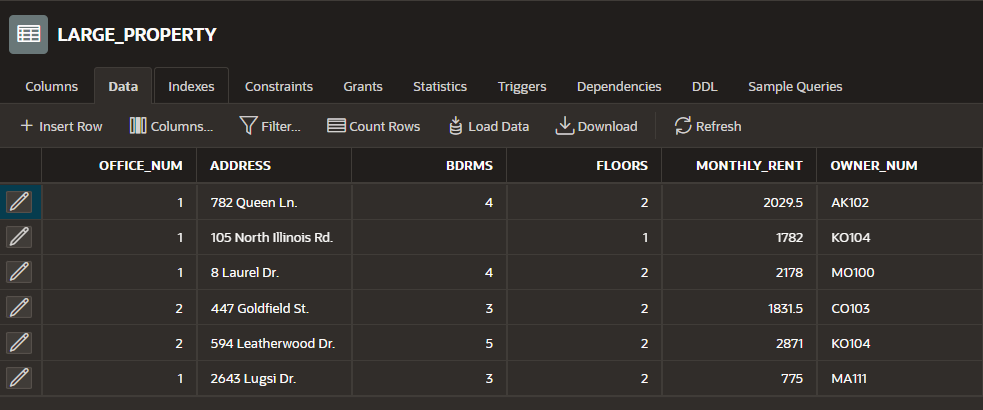 LARGE_PROPERTY
Columns Data Indexes Constraints Grants Statistics Triggers Dependencies DDL Sample Queries
+ Insert Row Columns... Filter... Count Rows Load Data Download Refresh
OFFICE_NUM ADDRESS BDRMS FLOORS MONTHLY_RENT OWNER_NUM
1 782 Queen Ln. 4 2 2029.5 AK102
1 105 North Illinois Rd. 1 1782 KO104
1 8 Laurel Dr. 4 2 2178 MO100
2 447 Goldfield St. 3 2 1831.5 CO103
2 594 Leatherwood Dr. 5 2 2871 KO104
1 2643 Lugsi Dr. 3 2 775 MA111